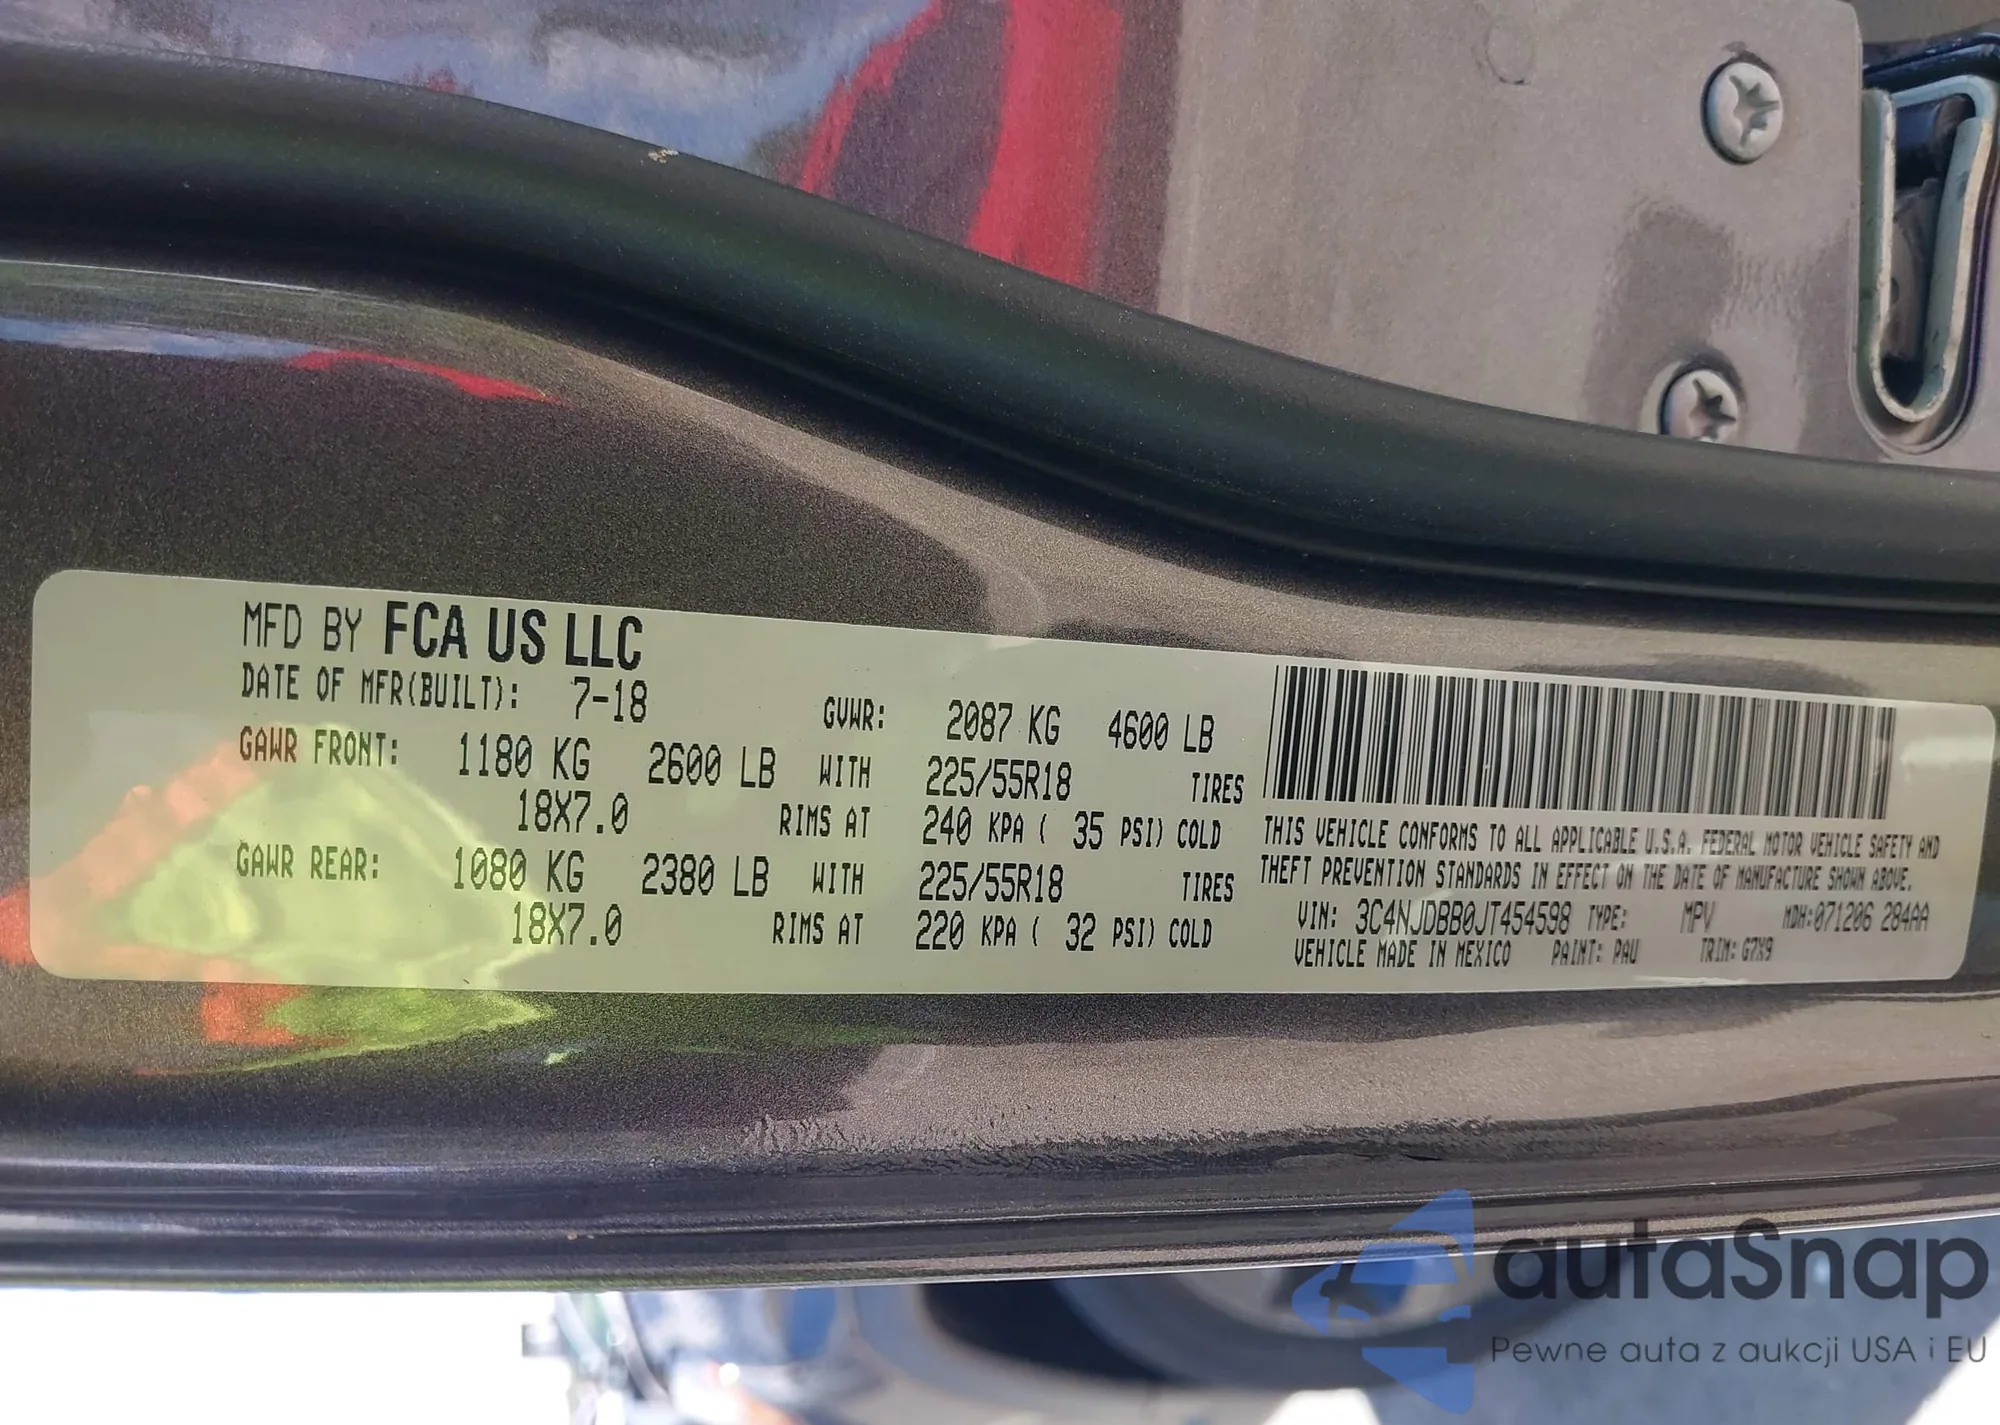 MFD BY FCA US LLC
DATE OF MFR(BUILT): 7-18 GVWR: 2087 KG 4600 LB
GAWR FRONT: 1180 KG 2600 LB WITH 225/55R18 TIRES
18X7.0 RIMS AT 240 KPA ( 35 PSI) COLD
GAWR REAR: 1080 KG 2380 LB WITH 225/55R18 TIRES
18X7.0 RIMS AT 220 KPA ( 32 PSI) COLD
THIS VEHICLE CONFORMS TO ALL APPLICABLE U.S.A. FEDERAL MOTOR VEHICLE SAFETY AND
THEFT PREVENTION STANDARDS IN EFFECT ON THE DATE OF MANUFACTURE SHOWN ABOVE.
VIN: 3C4NJDBB0JT454598 TYPE: MPV MDH:071206 284AA
VEHICLE MADE IN MEXICO PAINT: PAU TRIM: G7X9
autaSnap
Pewne auta z aukcji USA i EU